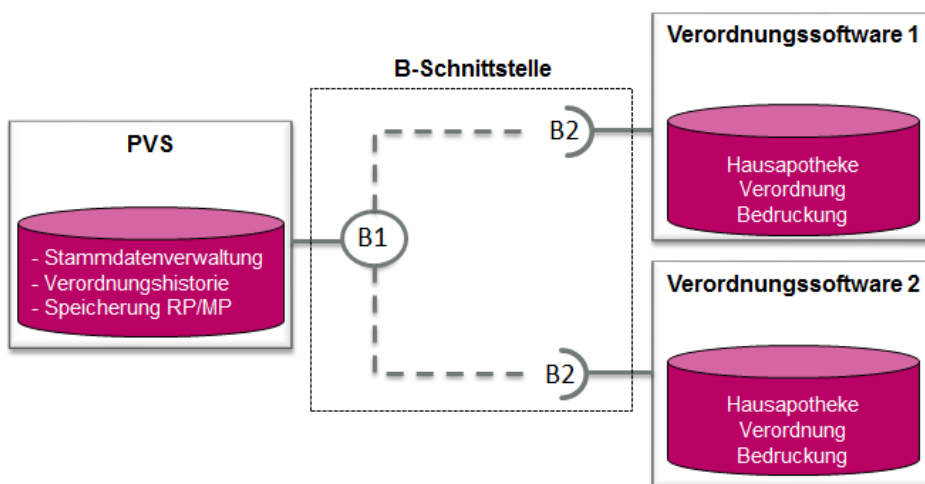 PVS
- Stammdatenverwaltung
- Verordnungshistorie
- Speicherung RP/MP
B-Schnittstelle
B1
B2
B2
Verordnungssoftware 1
Hausapotheke
Verordnung
Bedruckung
Verordnungssoftware 2
Hausapotheke
Verordnung
Bedruckung